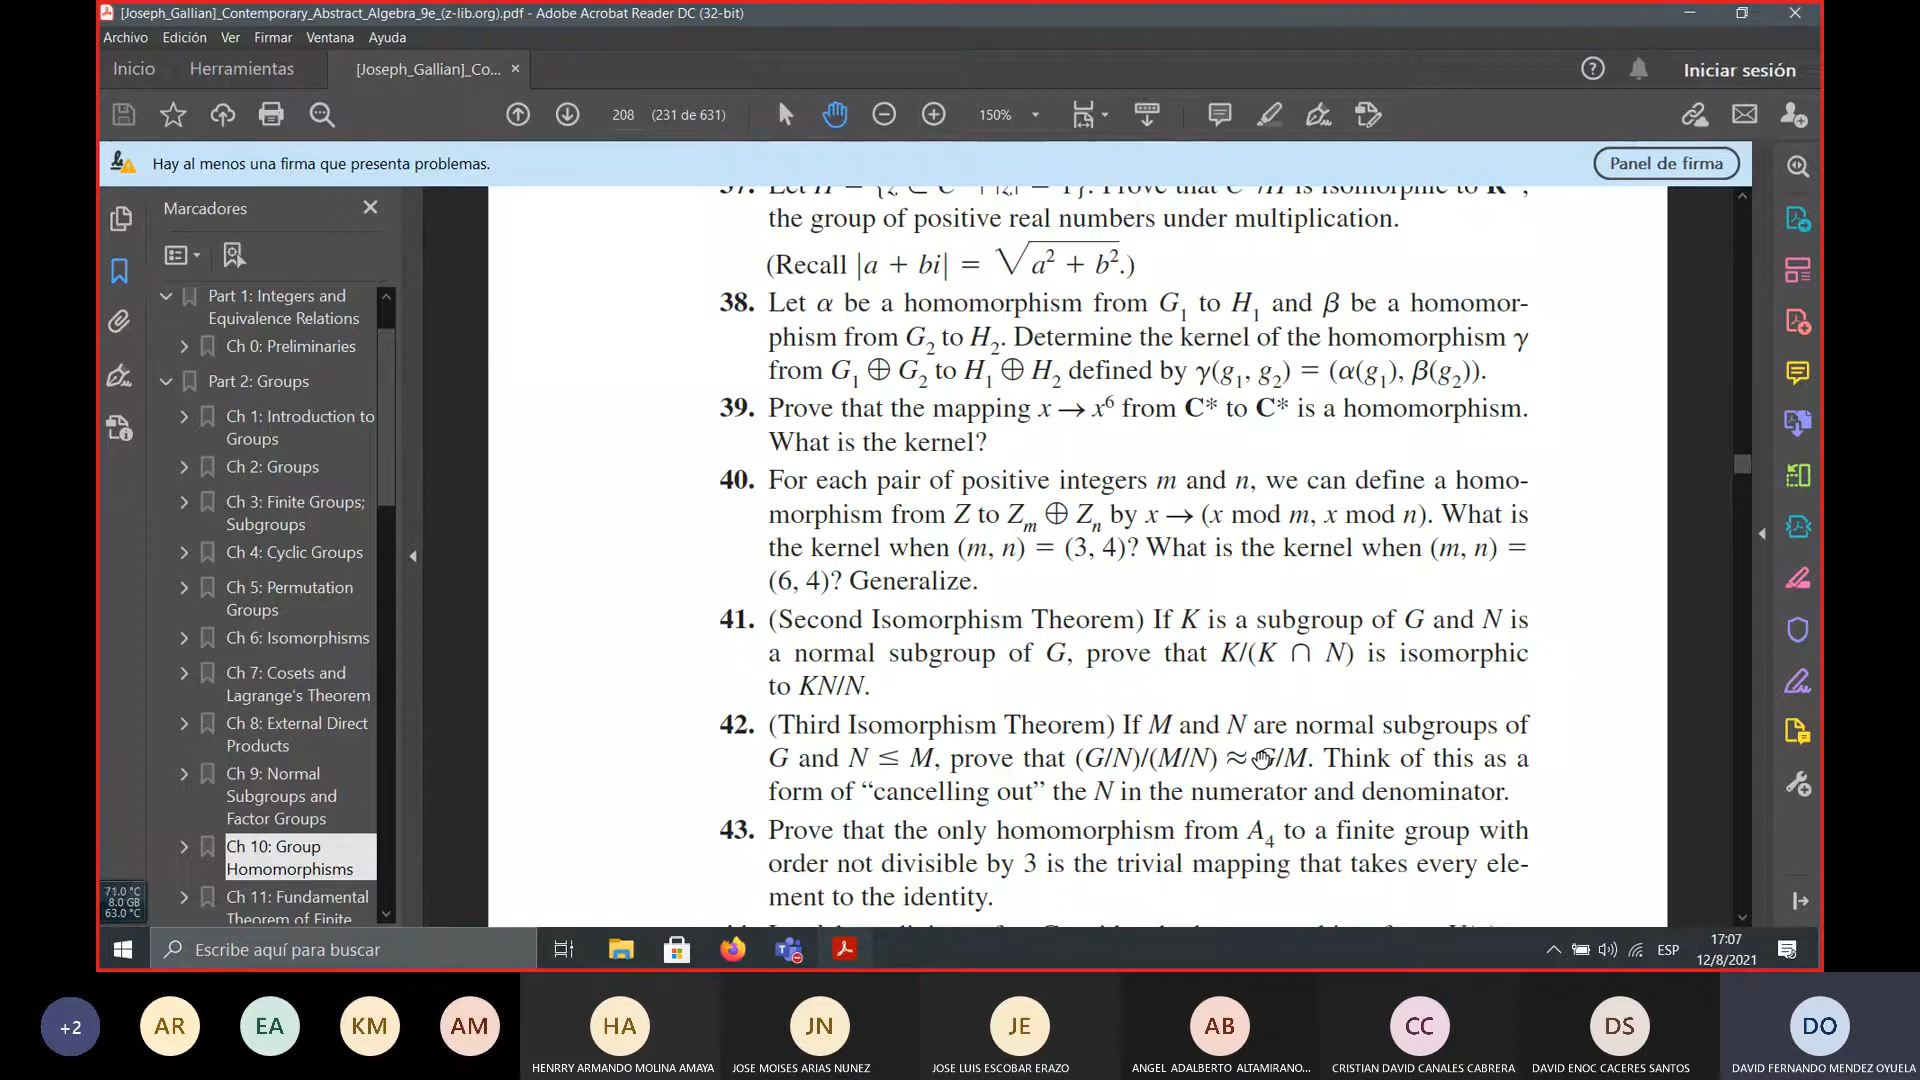 [Joseph_Gallian]_Contemporary_Abstract_Algebra_9e_(z-lib.org).pdf - Adobe Acrobat Reader DC (32-bit)
Archivo Edición Ver Firmar Ventana Ayuda
Inicio Herramientas [Joseph_Gallian]_Co... × Iniciar sesión
208 (231 de 631) 150%
Hay al menos una firma que presenta problemas. Panel de firma
Marcadores
Part 1: Integers and
Equivalence Relations
Ch 0: Preliminaries
Part 2: Groups
Ch 1: Introduction to
Groups
Ch 2: Groups
Ch 3: Finite Groups;
Subgroups
Ch 4: Cyclic Groups
Ch 5: Permutation
Groups
Ch 6: Isomorphisms
Ch 7: Cosets and
Lagrange's Theorem
Ch 8: External Direct
Products
Ch 9: Normal
Subgroups and
Factor Groups
Ch 10: Group
Homomorphisms
Ch 11: Fundamental
Theorem of Finite
the group of positive real numbers under multiplication.
(Recall |a + bi| = √(a² + b²).)
38. Let α be a homomorphism from G₁ to H₁ and β be a homomor-
phism from G₂ to H₂. Determine the kernel of the homomorphism γ
from G₁ ⊕ G₂ to H₁ ⊕ H₂ defined by γ(g₁, g₂) = (α(g₁), β(g₂)).
39. Prove that the mapping x → x⁶ from C* to C* is a homomorphism.
What is the kernel?
40. For each pair of positive integers m and n, we can define a homo-
morphism from Z to Zₘ ⊕ Zₙ by x → (x mod m, x mod n). What is
the kernel when (m, n) = (3, 4)? What is the kernel when (m, n) =
(6, 4)? Generalize.
41. (Second Isomorphism Theorem) If K is a subgroup of G and N is
a normal subgroup of G, prove that K/(K ∩ N) is isomorphic
to KN/N.
42. (Third Isomorphism Theorem) If M and N are normal subgroups of
G and N ≤ M, prove that (G/N)/(M/N) ≈ G/M. Think of this as a
form of “cancelling out” the N in the numerator and denominator.
43. Prove that the only homomorphism from A₄ to a finite group with
order not divisible by 3 is the trivial mapping that takes every ele-
ment to the identity.
71.0 °C
8.0 GB
63.0 °C
Escribe aquí para buscar
ESP
17:07
12/8/2021
+2 AR EA KM AM HA JN JE AB CC DS DO
HENRRY ARMANDO MOLINA AMAYA JOSE MOISES ARIAS NUNEZ JOSE LUIS ESCOBAR ERAZO ANGEL ADALBERTO ALTAMIRANO... CRISTIAN DAVID CANALES CABRERA DAVID ENOC CACERES SANTOS DAVID FERNANDO MENDEZ OYUELA